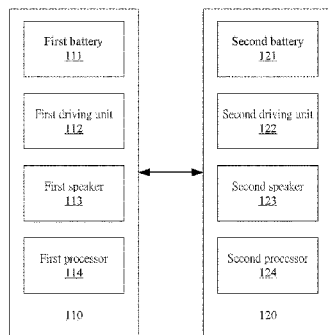 First battery
111
First driving unit
112
First speaker
113
First processor
114
110
Second battery
121
Second driving unit
122
Second speaker
123
Second processor
124
120